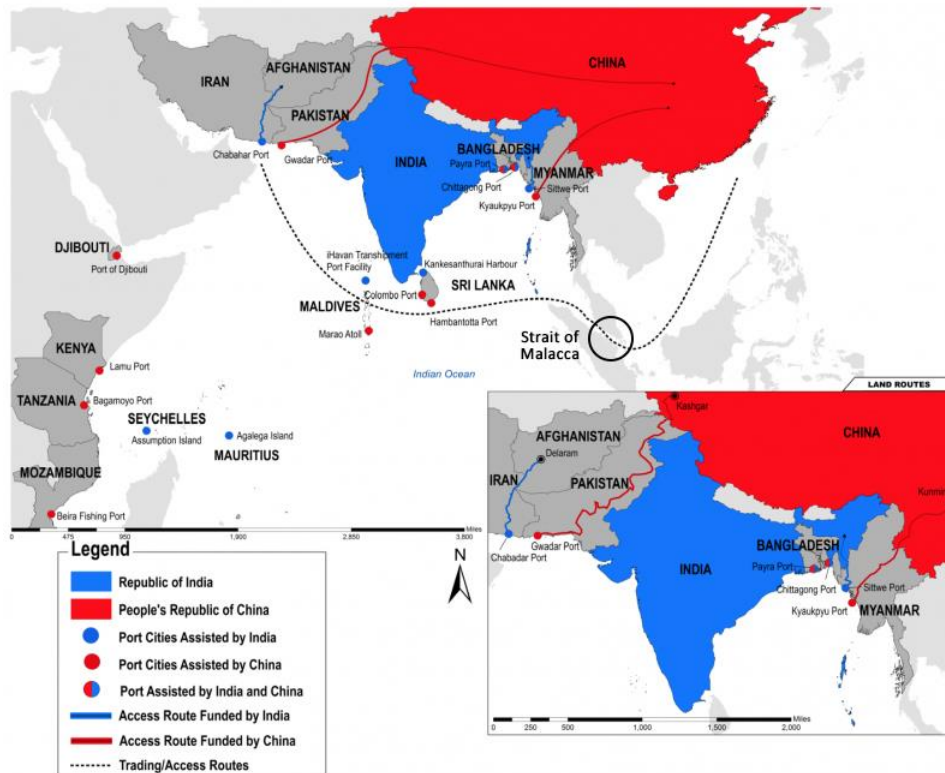 IRAN
AFGHANISTAN
PAKISTAN
CHINA
Chabahar Port
Gwadar Port
INDIA
BANGLADESH
Payra Port
MYANMAR
Chittagong Port
Sittwe Port
Kyaukpyu Port
DJIBOUTI
Port of Djibouti
iHavan Transhipment
Port Facility
Kankesanthurai Harbour
SRI LANKA
Colombo Port
MALDIVES
Hambantotta Port
Marao Atoll
Strait of
Malacca
KENYA
Lamu Port
Indian Ocean
TANZANIA
Bagamoyo Port
SEYCHELLES
Assumption Island
Agalega Island
MAURITIUS
MOZAMBIQUE
Beira Fishing Port
Miles
0 475 950 1,900 2,850 3,800
N
Legend
Republic of India
People's Republic of China
Port Cities Assisted by India
Port Cities Assisted by China
Port Assisted by India and China
Access Route Funded by India
Access Route Funded by China
Trading/Access Routes
LAND ROUTES
Kashgar
CHINA
AFGHANISTAN
Delaram
IRAN
PAKISTAN
Kunmin
Chabadar Port
Gwadar Port
BANGLADESH
INDIA
Payra Port
Chittagong Port
Sittwe Port
Kyaukpyu Port
MYANMAR
Miles
0 250 500 1,000 1,500 2,000